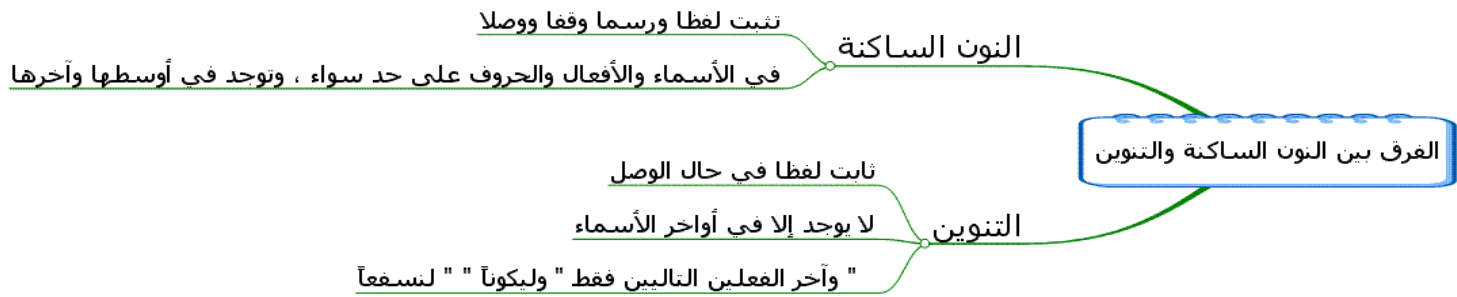 الفرق بين النون الساكنة والتنوين
النون الساكنة
تثبت لفظا ورسما وقفا ووصلا
في الأسماء والأفعال والحروف على حد سواء ، وتوجد في أوسطها وآخرها
التنوين
ثابت لفظا في حال الوصل
لا يوجد إلا في أواخر الأسماء
" وآخر الفعلين التاليين فقط " وليكوناً " " لنسفعاً